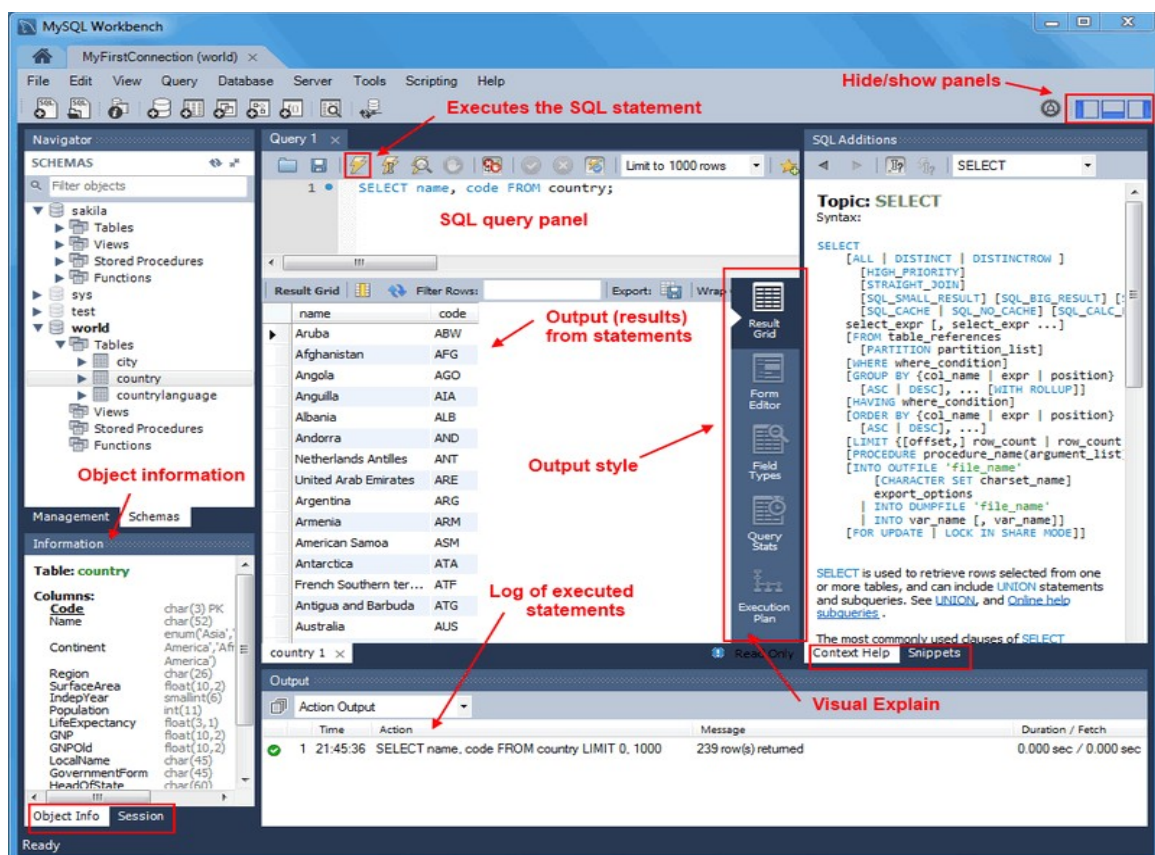 MySQL Workbench
MyFirstConnection (world)
File Edit View Query Database Server Tools Scripting Help
Hide/show panels
Executes the SQL statement
Navigator
SCHEMAS
Filter objects
sakila
Tables
Views
Stored Procedures
Functions
sys
test
world
Tables
city
country
countrylanguage
Views
Stored Procedures
Functions
Object information
Management Schemas
Information
Table: country
Columns:
Code char(3) PK
Name char(52)
enum('Asia','
Continent America','Afr
America')
Region char(26)
SurfaceArea float(10,2)
IndepYear smallint(6)
Population int(11)
LifeExpectancy float(3,1)
GNP float(10,2)
GNPOld float(10,2)
LocalName char(45)
GovernmentForm char(45)
HeadOfState char(60)
Object Info Session
Ready
Query 1
Limit to 1000 rows
1 SELECT name, code FROM country;
SQL query panel
Result Grid Filter Rows: Export: Wrap
name code
Aruba ABW
Afghanistan AFG
Angola AGO
Anguilla AIA
Albania ALB
Andorra AND
Netherlands Antilles ANT
United Arab Emirates ARE
Argentina ARG
Armenia ARM
American Samoa ASM
Antarctica ATA
French Southern ter... ATF
Antigua and Barbuda ATG
Australia AUS
Output (results)
from statements
Output style
Log of executed
statements
Result
Grid
Form
Editor
Field
Types
Query
Stats
Execution
Plan
country 1 Read Only
Visual Explain
SQL Additions
SELECT
Topic: SELECT
Syntax:
SELECT
[ALL | DISTINCT | DISTINCTROW ]
[HIGH_PRIORITY]
[STRAIGHT_JOIN]
[SQL_SMALL_RESULT] [SQL_BIG_RESULT] [
[SQL_CACHE | SQL_NO_CACHE] [SQL_CALC_
select_expr [, select_expr ...]
[FROM table_references
[PARTITION partition_list]
[WHERE where_condition]
[GROUP BY {col_name | expr | position}
[ASC | DESC], ... [WITH ROLLUP]]
[HAVING where_condition]
[ORDER BY {col_name | expr | position}
[ASC | DESC], ...]
[LIMIT {[offset,] row_count | row_count
[PROCEDURE procedure_name(argument_list)
[INTO OUTFILE 'file_name'
[CHARACTER SET charset_name]
export_options
| INTO DUMPFILE 'file_name'
| INTO var_name [, var_name]]
[FOR UPDATE | LOCK IN SHARE MODE]]
SELECT is used to retrieve rows selected from one
or more tables, and can include UNION statements
and subqueries. See UNION, and Online help
subqueries .
The most commonly used clauses of SELECT
Context Help Snippets
Output
Action Output
Time Action Message Duration / Fetch
1 21:45:36 SELECT name, code FROM country LIMIT 0, 1000 239 row(s) returned 0.000 sec / 0.000 sec